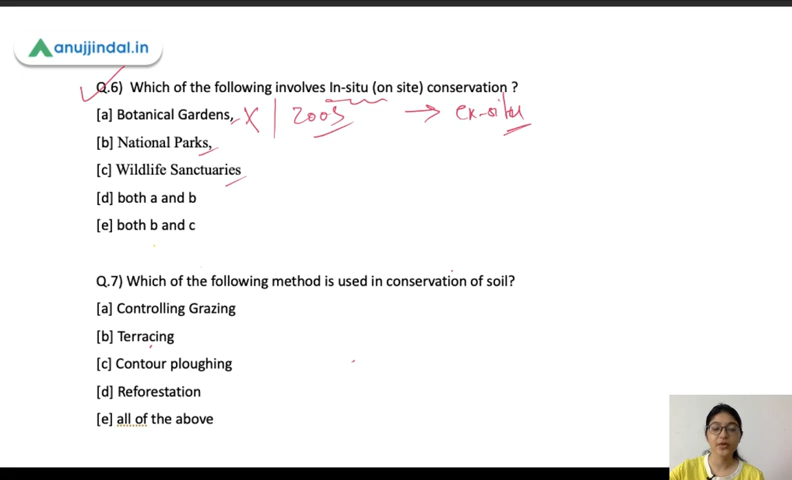 anujjindal.in
Q.6) Which of the following involves In-situ (on site) conservation ?
[a] Botanical Gardens, X | zoos → ex-situ
[b] National Parks,
[c] Wildlife Sanctuaries
[d] both a and b
[e] both b and c
Q.7) Which of the following method is used in conservation of soil?
[a] Controlling Grazing
[b] Terracing
[c] Contour ploughing
[d] Reforestation
[e] all of the above